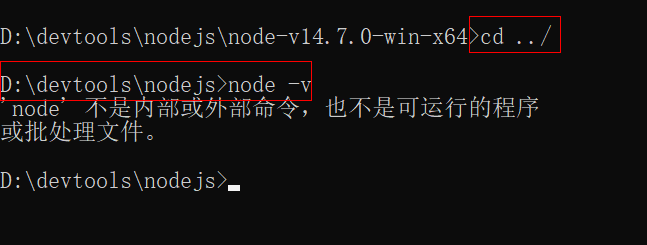 D:\devtools\nodejs\node-v14.7.0-win-x64>cd ../
D:\devtools\nodejs>node -v
'node' 不是内部或外部命令，也不是可运行的程序
或批处理文件。
D:\devtools\nodejs>